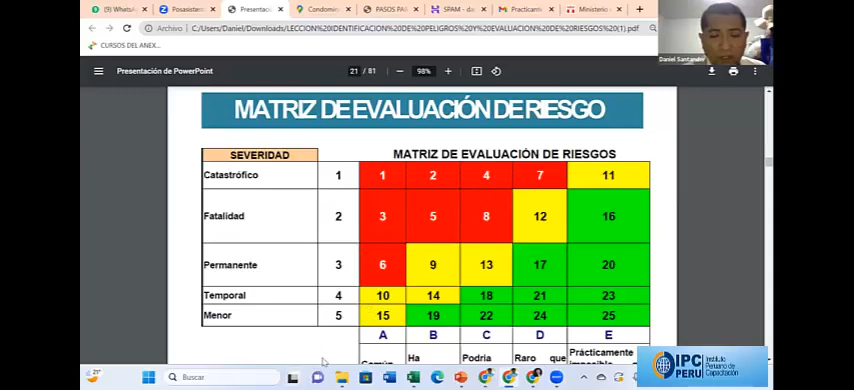 (9) WhatsA
Posasistenc
Presentació
Condomini
PASOS PAR
SPAM - da
Practicante
Ministerio d
Archivo C:/Users/Daniel/Downloads/LECCION%20IDENTIFICACION%20DE%20PELIGROS%20Y%20EVALUACION%20DE%20RIESGOS%20(1).pdf
CURSOS DEL ANEX...
Daniel Santander
Presentación de PowerPoint
21 / 81
98%
MATRIZ DE EVALUACIÓN DE RIESGO
SEVERIDAD MATRIZ DE EVALUACIÓN DE RIESGOS
Catastrófico 1 1 2 4 7 11
Fatalidad 2 3 5 8 12 16
Permanente 3 6 9 13 17 20
Temporal 4 10 14 18 21 23
Menor 5 15 19 22 24 25
A B C D E
Ha Podría Raro que Prácticamente
21°
Buscar
IPC PERU
Instituto
Peruano de
Capacitación